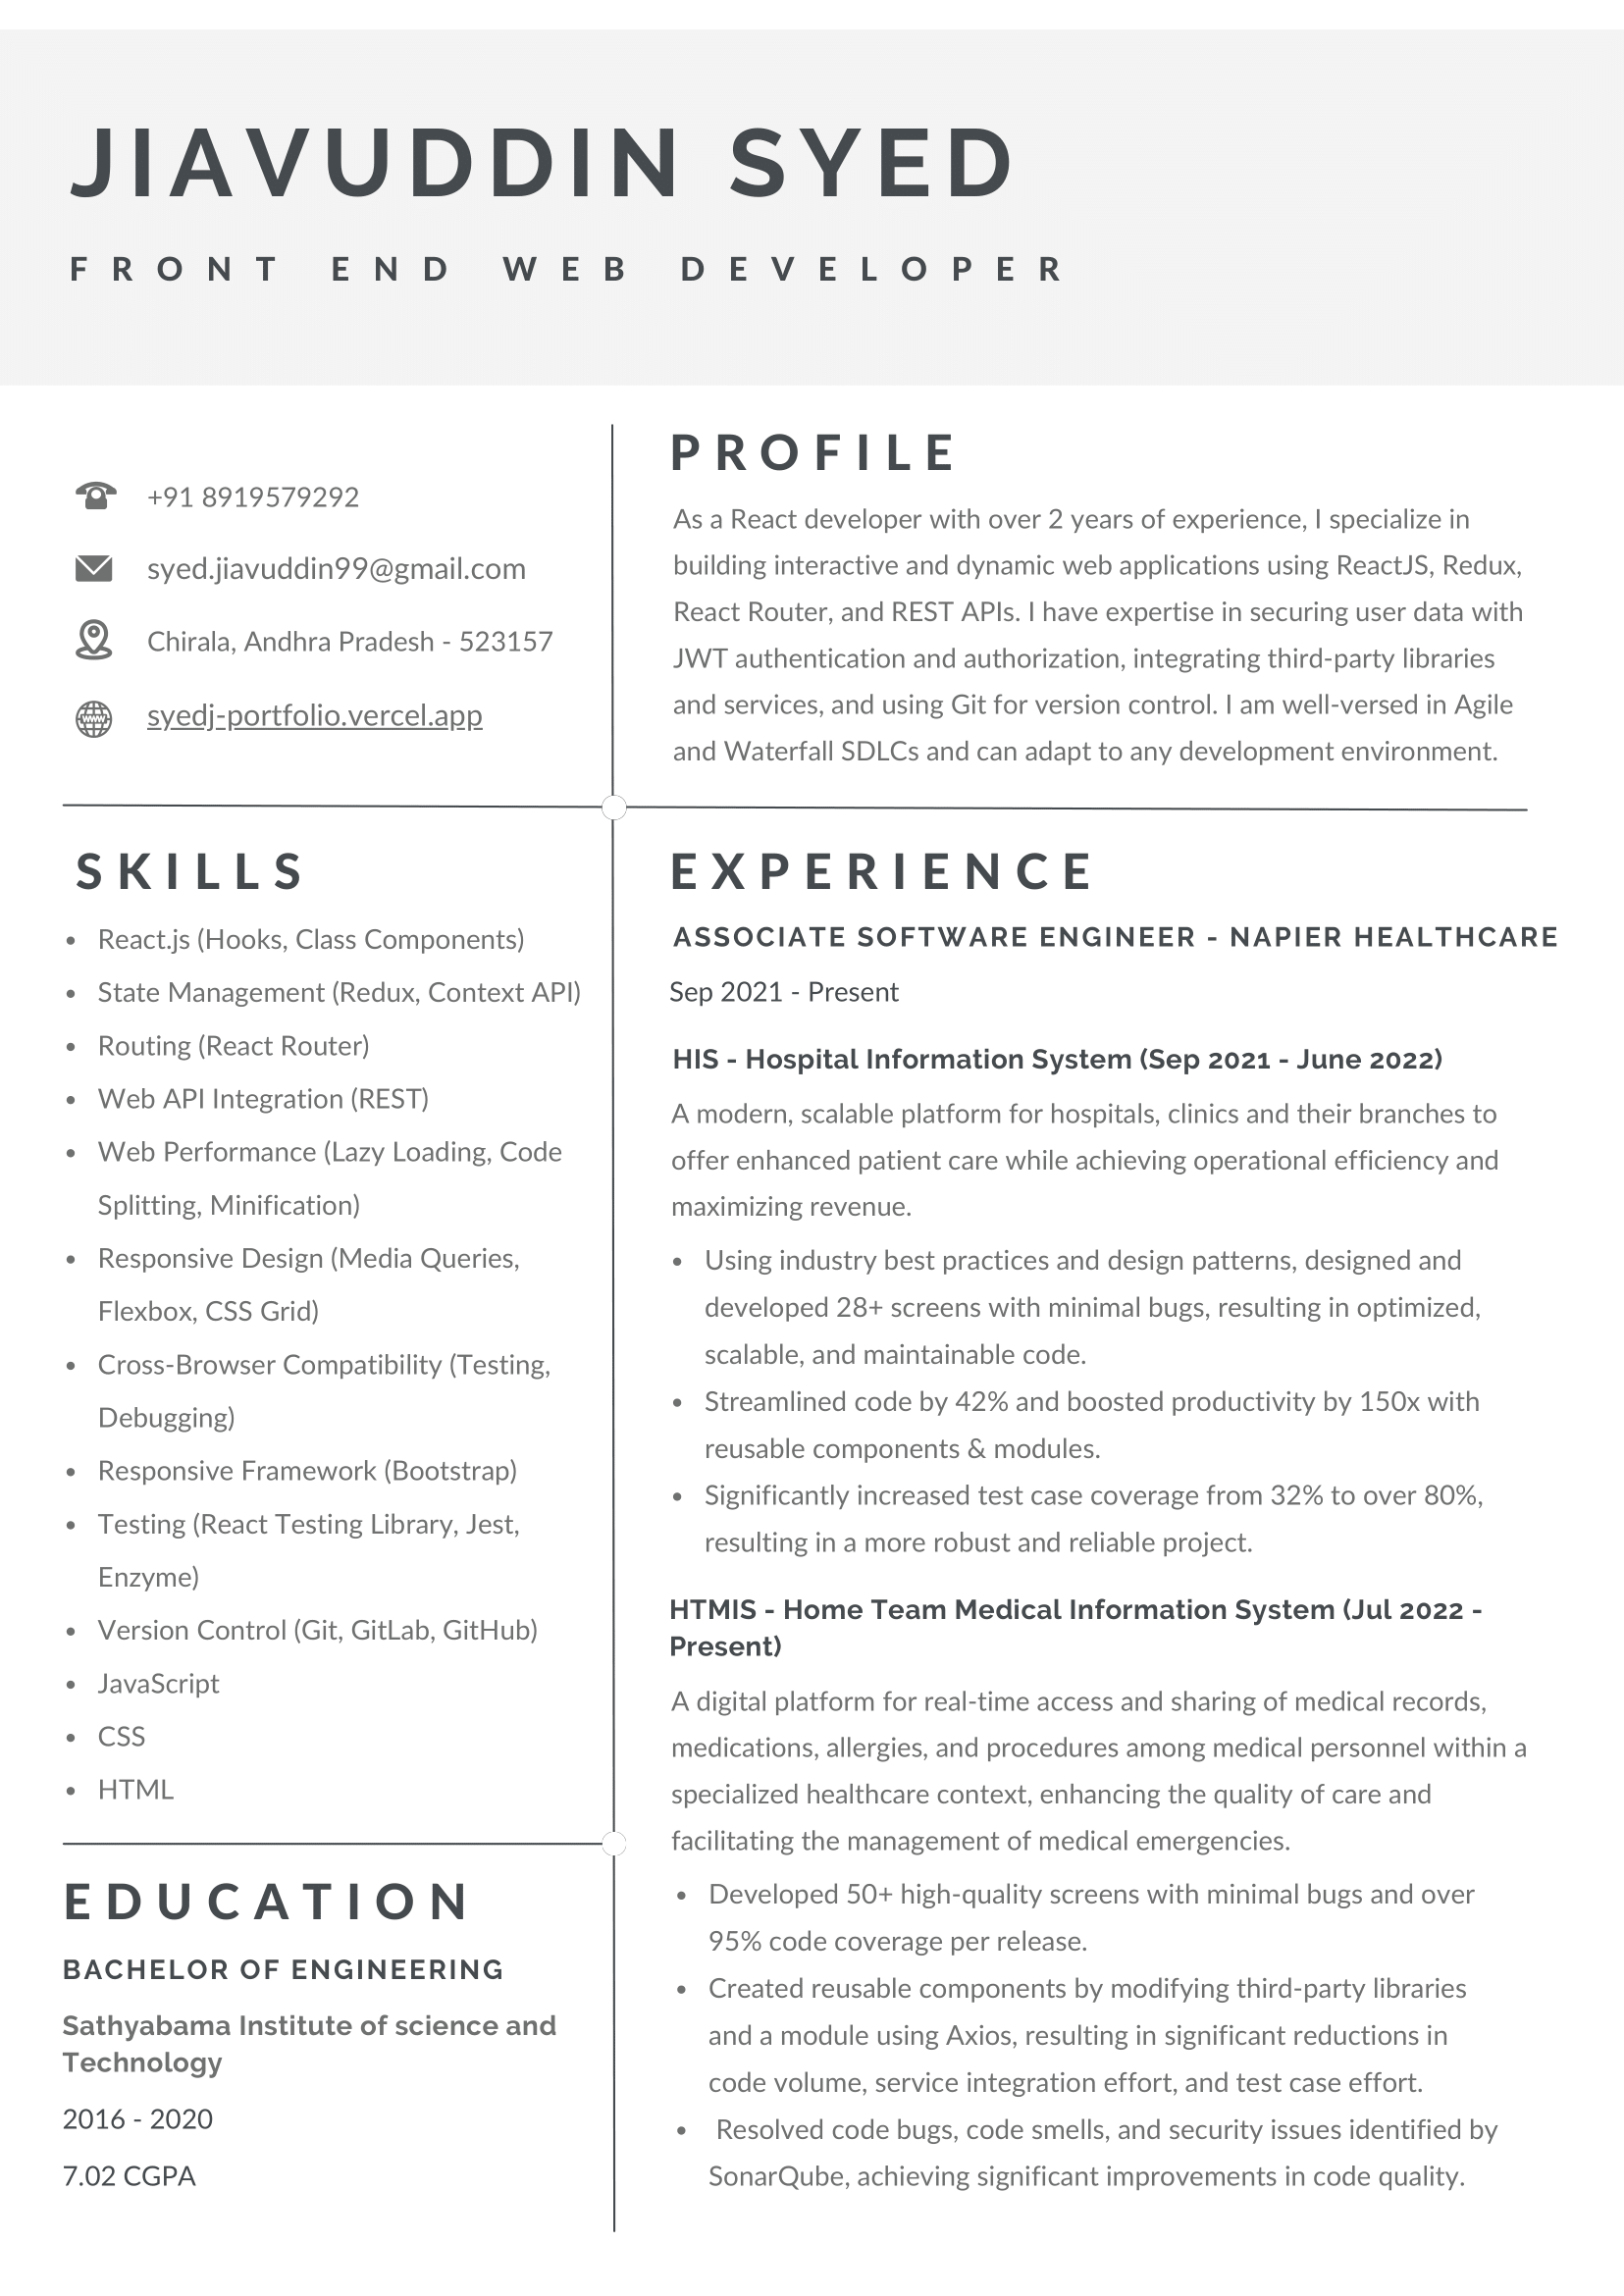 JIAVUDDIN SYED
FRONT END WEB DEVELOPER
+91 8919579292
syed.jiavuddin99@gmail.com
Chirala, Andhra Pradesh - 523157
syedj-portfolio.vercel.app
PROFILE
As a React developer with over 2 years of experience, I specialize in
building interactive and dynamic web applications using ReactJS, Redux,
React Router, and REST APIs. I have expertise in securing user data with
JWT authentication and authorization, integrating third-party libraries
and services, and using Git for version control. I am well-versed in Agile
and Waterfall SDLCs and can adapt to any development environment.
SKILLS
• React.js (Hooks, Class Components)
• State Management (Redux, Context API)
• Routing (React Router)
• Web API Integration (REST)
• Web Performance (Lazy Loading, Code
Splitting, Minification)
• Responsive Design (Media Queries,
Flexbox, CSS Grid)
• Cross-Browser Compatibility (Testing,
Debugging)
• Responsive Framework (Bootstrap)
• Testing (React Testing Library, Jest,
Enzyme)
• Version Control (Git, GitLab, GitHub)
• JavaScript
• CSS
• HTML
EDUCATION
BACHELOR OF ENGINEERING
Sathyabama Institute of science and
Technology
2016 - 2020
7.02 CGPA
EXPERIENCE
ASSOCIATE SOFTWARE ENGINEER - NAPIER HEALTHCARE
Sep 2021 - Present
HIS - Hospital Information System (Sep 2021 - June 2022)
A modern, scalable platform for hospitals, clinics and their branches to
offer enhanced patient care while achieving operational efficiency and
maximizing revenue.
• Using industry best practices and design patterns, designed and
developed 28+ screens with minimal bugs, resulting in optimized,
scalable, and maintainable code.
• Streamlined code by 42% and boosted productivity by 150x with
reusable components & modules.
• Significantly increased test case coverage from 32% to over 80%,
resulting in a more robust and reliable project.
HTMIS - Home Team Medical Information System (Jul 2022 -
Present)
A digital platform for real-time access and sharing of medical records,
medications, allergies, and procedures among medical personnel within a
specialized healthcare context, enhancing the quality of care and
facilitating the management of medical emergencies.
• Developed 50+ high-quality screens with minimal bugs and over
95% code coverage per release.
• Created reusable components by modifying third-party libraries
and a module using Axios, resulting in significant reductions in
code volume, service integration effort, and test case effort.
• Resolved code bugs, code smells, and security issues identified by
SonarQube, achieving significant improvements in code quality.